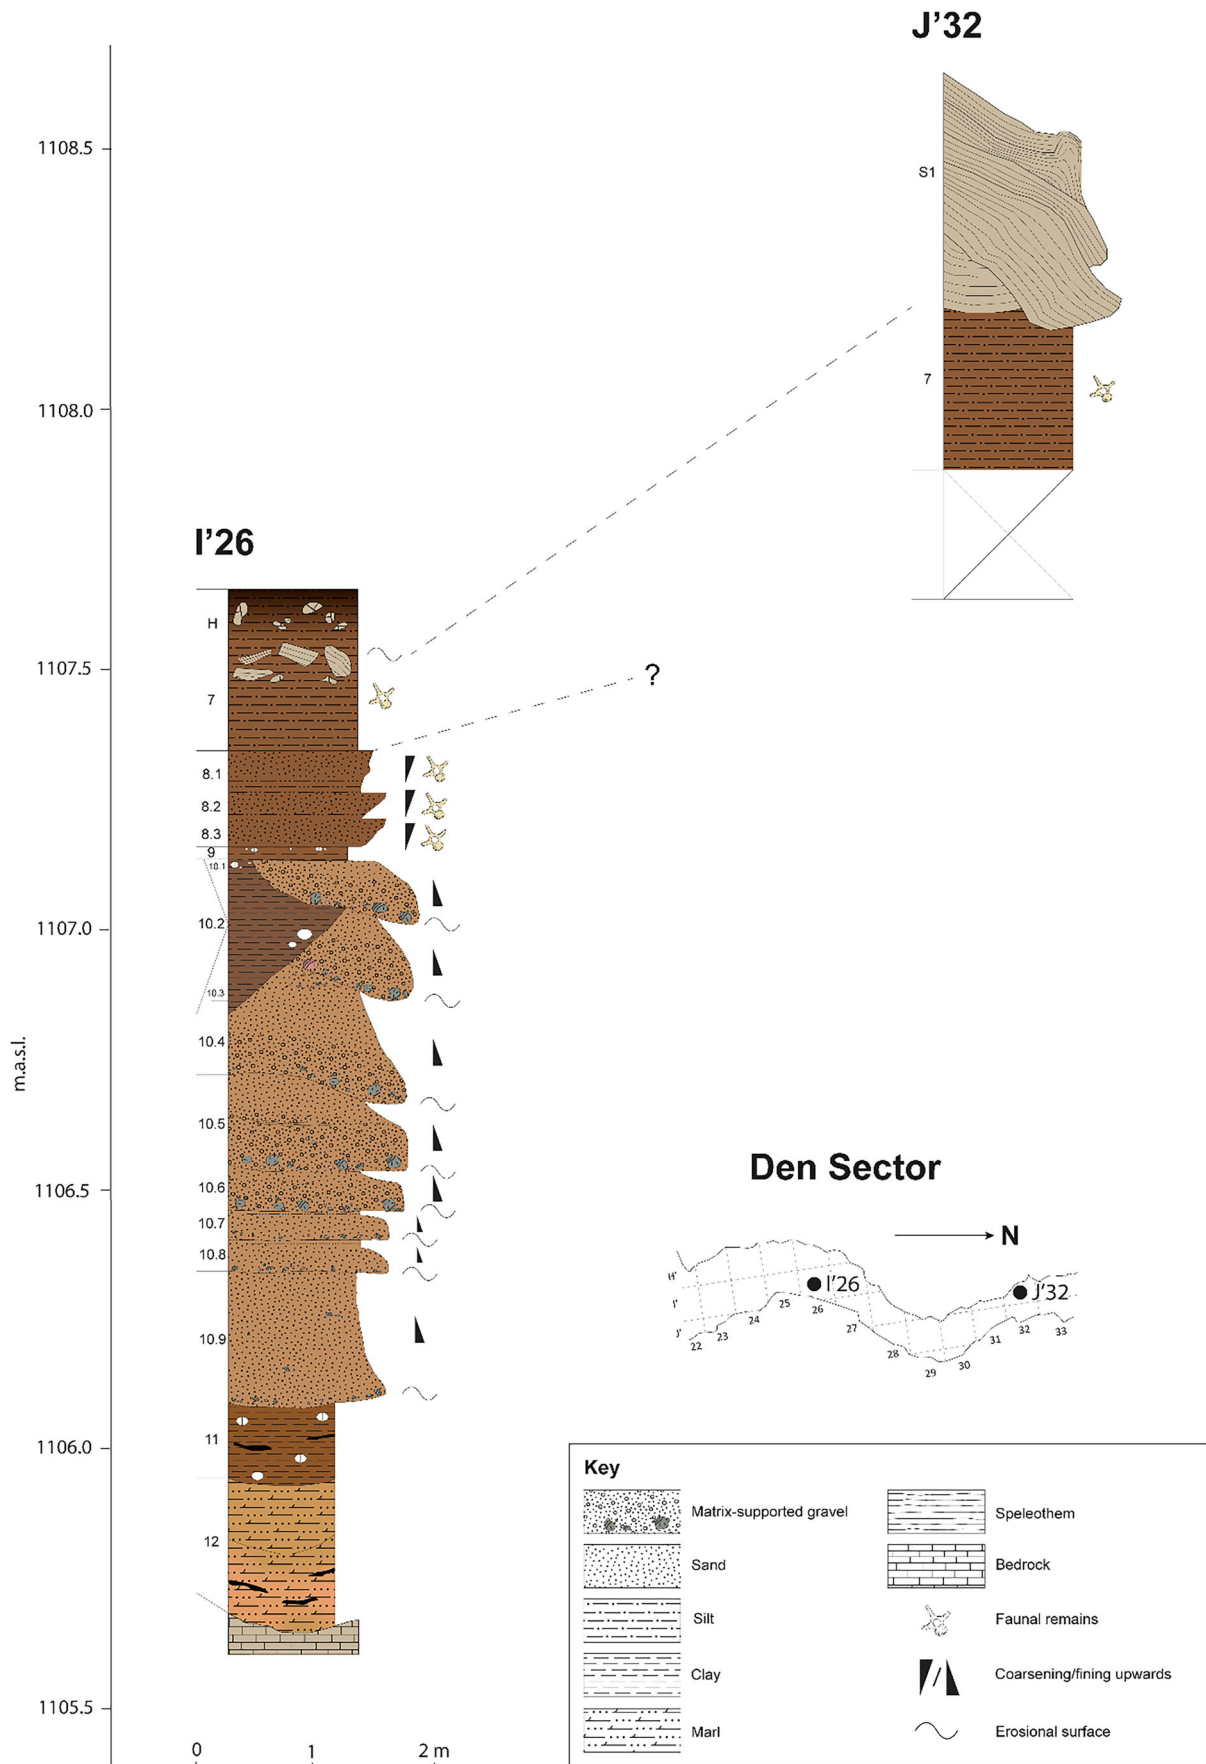 J’32
1108.5
S1
7
1108.0
I’26
H
1107.5
?
7
8.1
8.2
8.3
9
10.1
10.2
1107.0
10.3
10.4
m.a.s.l.
10.5
Den Sector
1106.5
10.6
10.7
N
10.8
H'
I’26
J’32
I'
25
26
10.9
24
J'
23
22
27
31
32
33
28
30
29
11
1106.0
Key
Matrix-supported gravel
Speleothem
12
Sand
Bedrock
Silt
Faunal remains
Clay
Coarsening/fining upwards
1105.5
Marl
Erosional surface
0
1
2 m